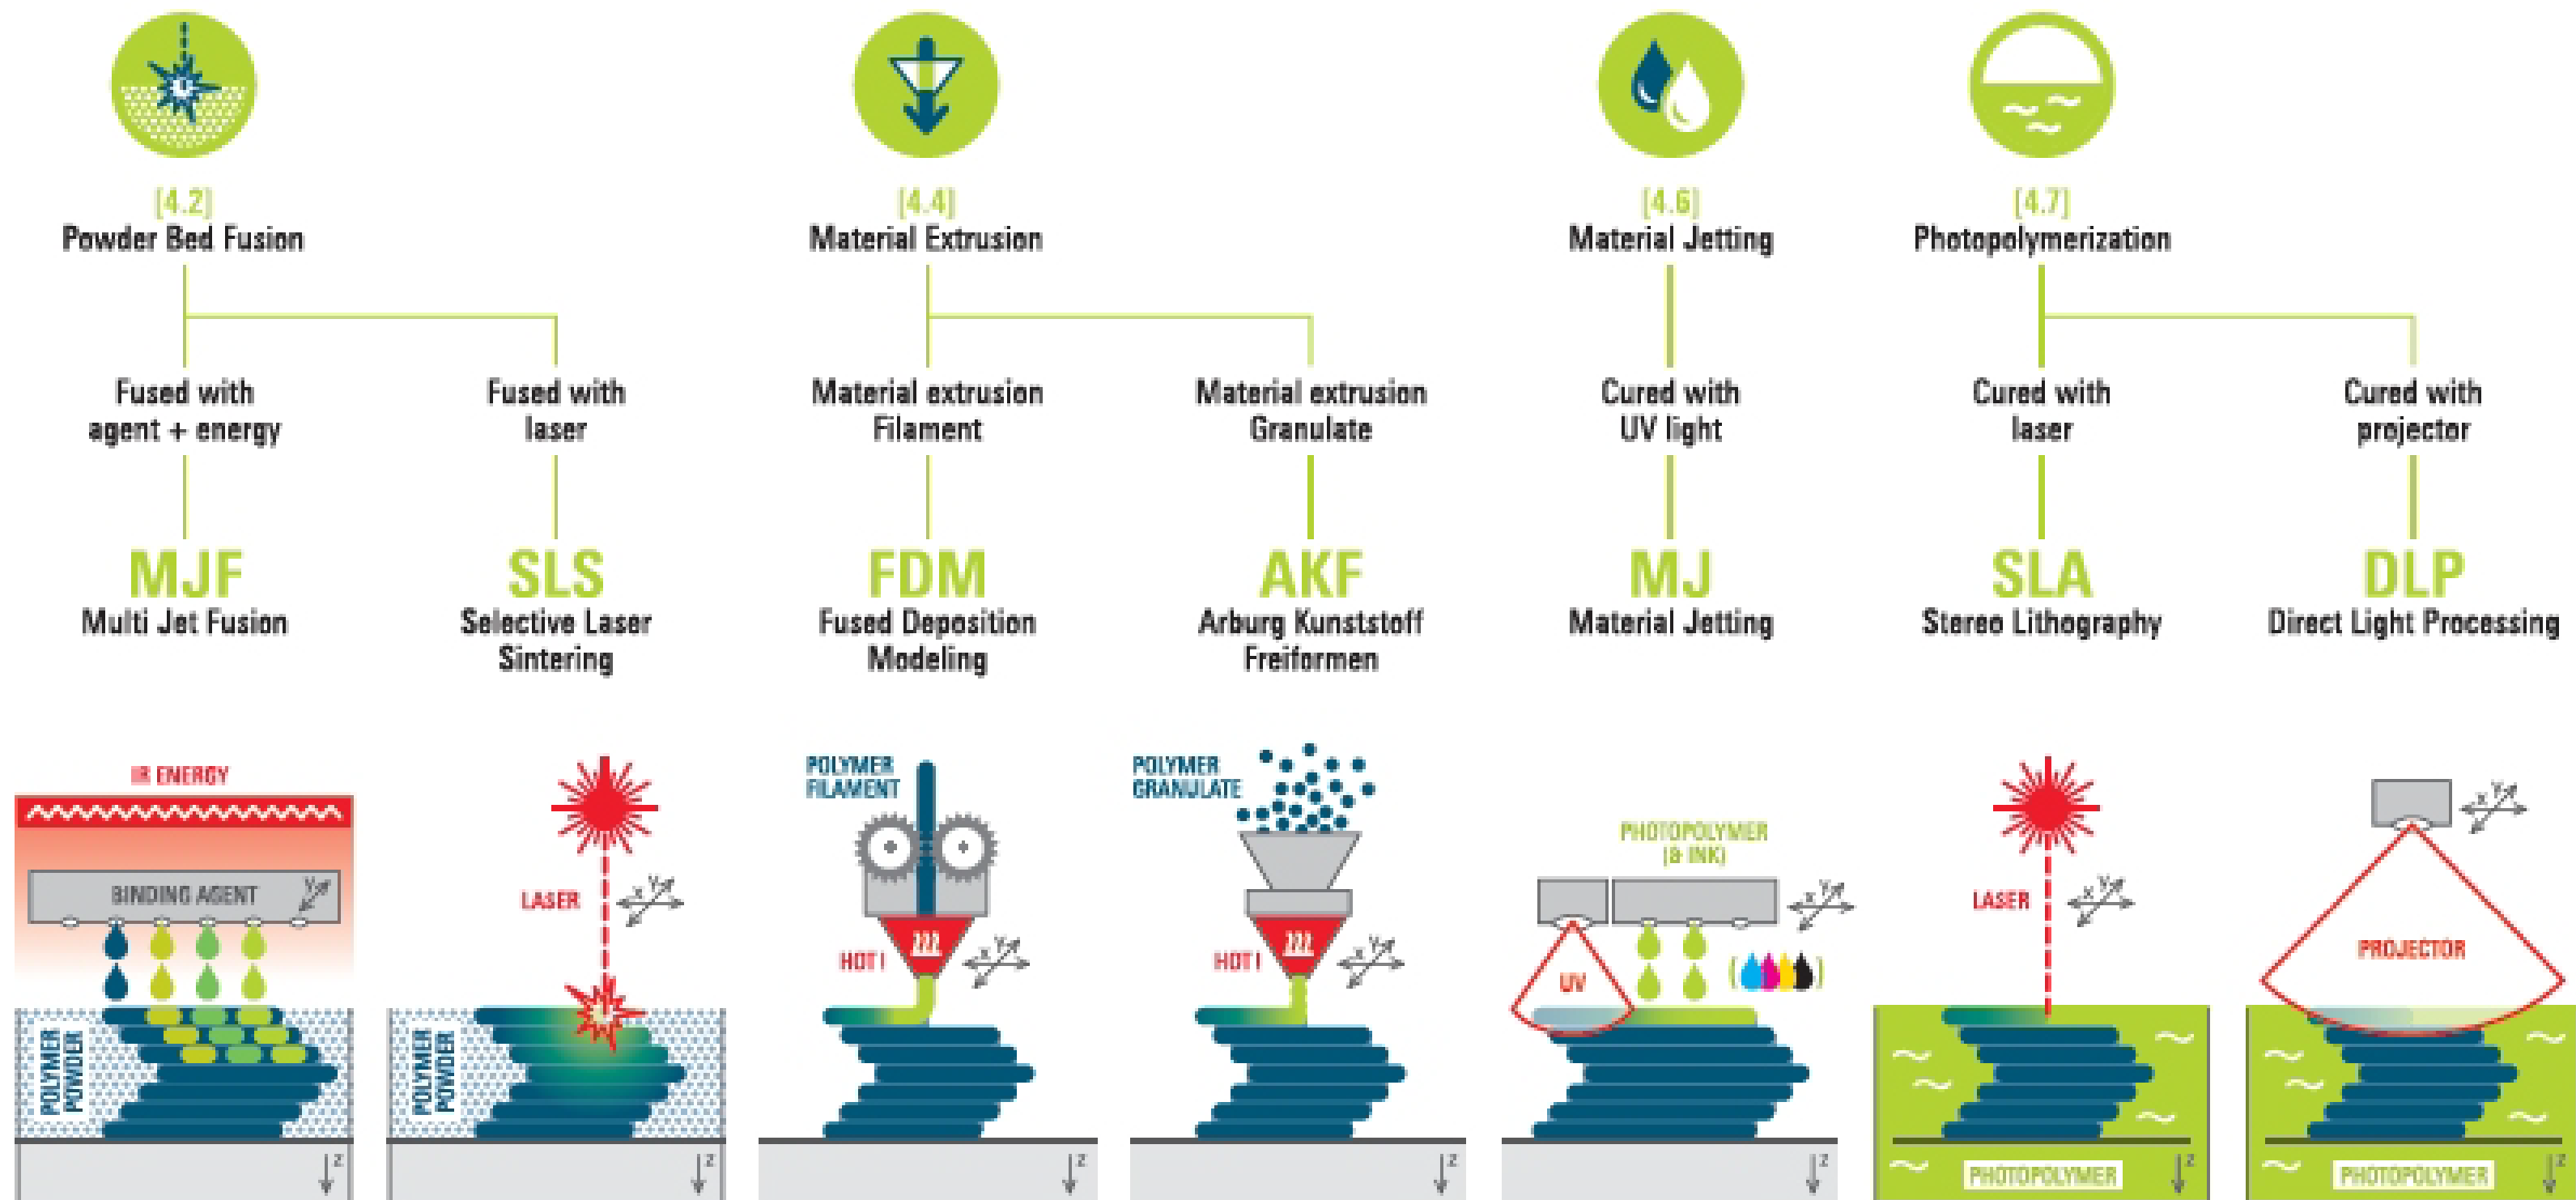 [4.2]
Powder Bed Fusion
[4.4]
Material Extrusion
[4.6]
Material Jetting
[4.7]
Photopolymerization
Fused with
agent + energy
Fused with
laser
Material extrusion
Filament
Material extrusion
Granulate
Cured with
UV light
Cured with
laser
Cured with
projector
MJF
Multi Jet Fusion
SLS
Selective Laser
Sintering
FDM
Fused Deposition
Modeling
AKF
Arburg Kunststoff
Freiformen
MJ
Material Jetting
SLA
Stereo Lithography
DLP
Direct Light Processing
IR ENERGY
BINDING AGENT
Y
POLYMER
POWDER
Z
LASER
X Y
POLYMER
POWDER
Z
POLYMER
FILAMENT
HOT!
X Y
Z
POLYMER
GRANULATE
HOT!
X Y
Z
PHOTOPOLYMER
(& INK)
X Y
UV
Z
LASER
X Y
PHOTOPOLYMER
Z
X Y
PROJECTOR
PHOTOPOLYMER
Z